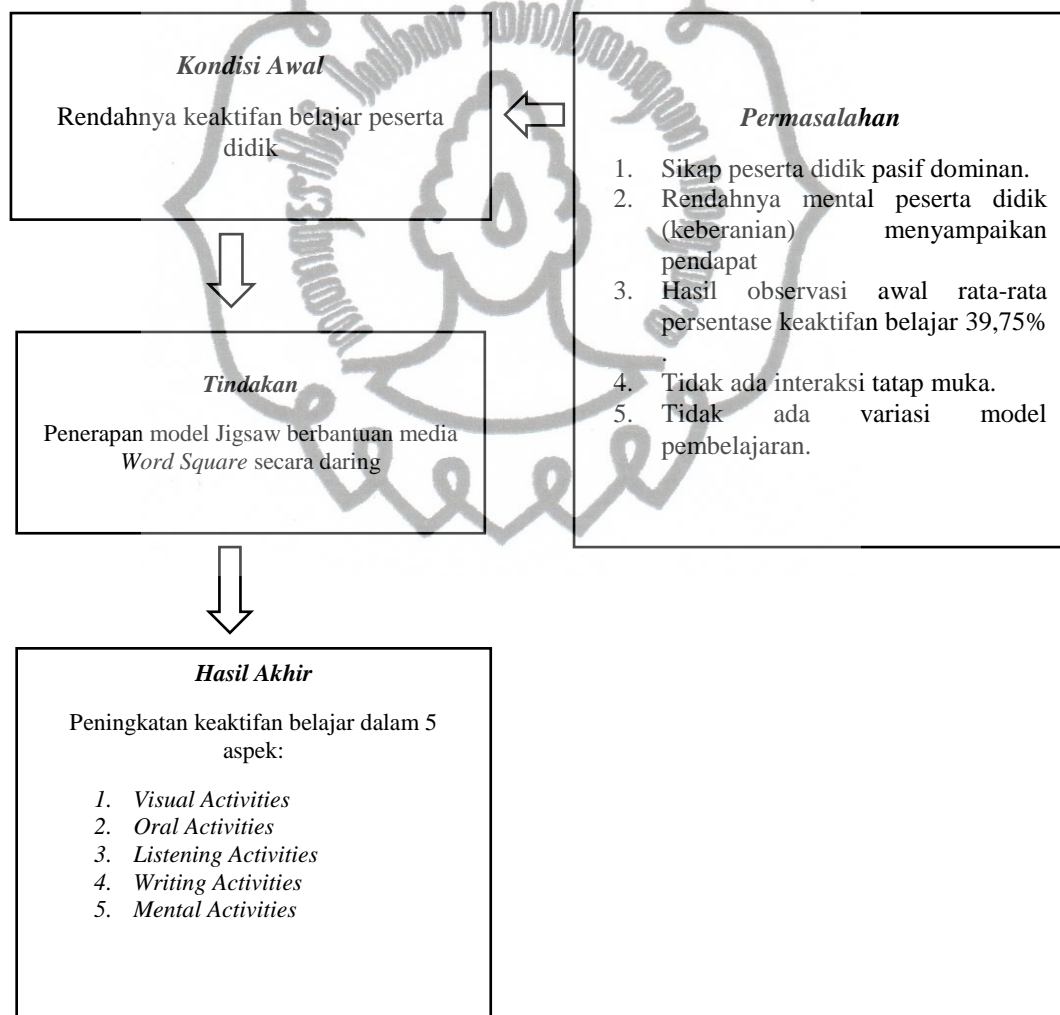 Kondisi Awal
Rendahnya keaktifan belajar peserta
didik
Permasalahan
1. Sikap peserta didik pasif dominan.
2. Rendahnya mental peserta didik
(keberanian) menyampaikan
pendapat
3. Hasil observasi awal rata-rata
persentase keaktifan belajar 39,75%
.
4. Tidak ada interaksi tatap muka.
5. Tidak ada variasi model
pembelajaran.
Tindakan
Penerapan model Jigsaw berbantuan media
Word Square secara daring
Hasil Akhir
Peningkatan keaktifan belajar dalam 5
aspek:
1. Visual Activities
2. Oral Activities
3. Listening Activities
4. Writing Activities
5. Mental Activities